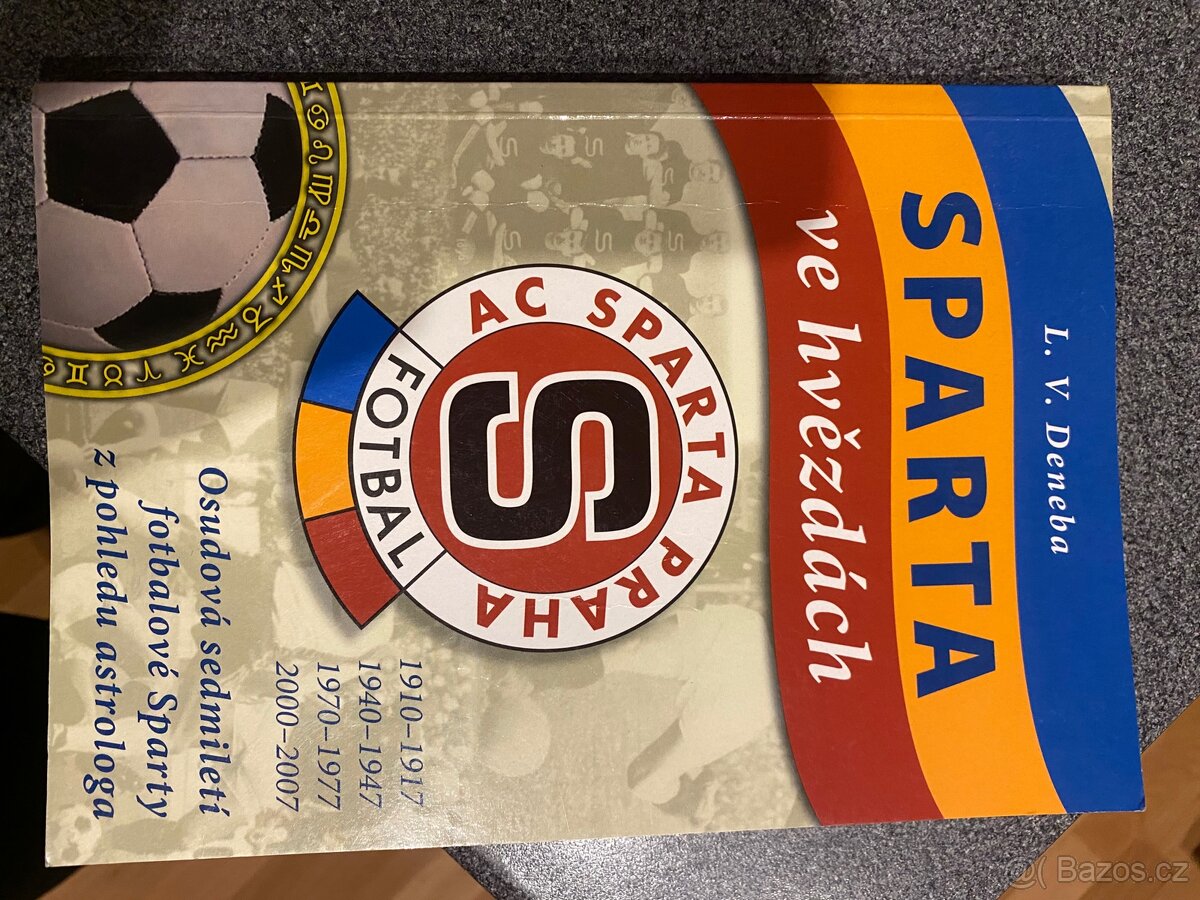 L. V. Deneba
SPARTA
ve hvězdách
AC SPARTA PRAHA
S
FOTBAL
1910–1917
1940–1947
1970–1977
2000–2007
Osudová sedmiletí
fotbalové Sparty
z pohledu astrologa
@( Bazos.cz